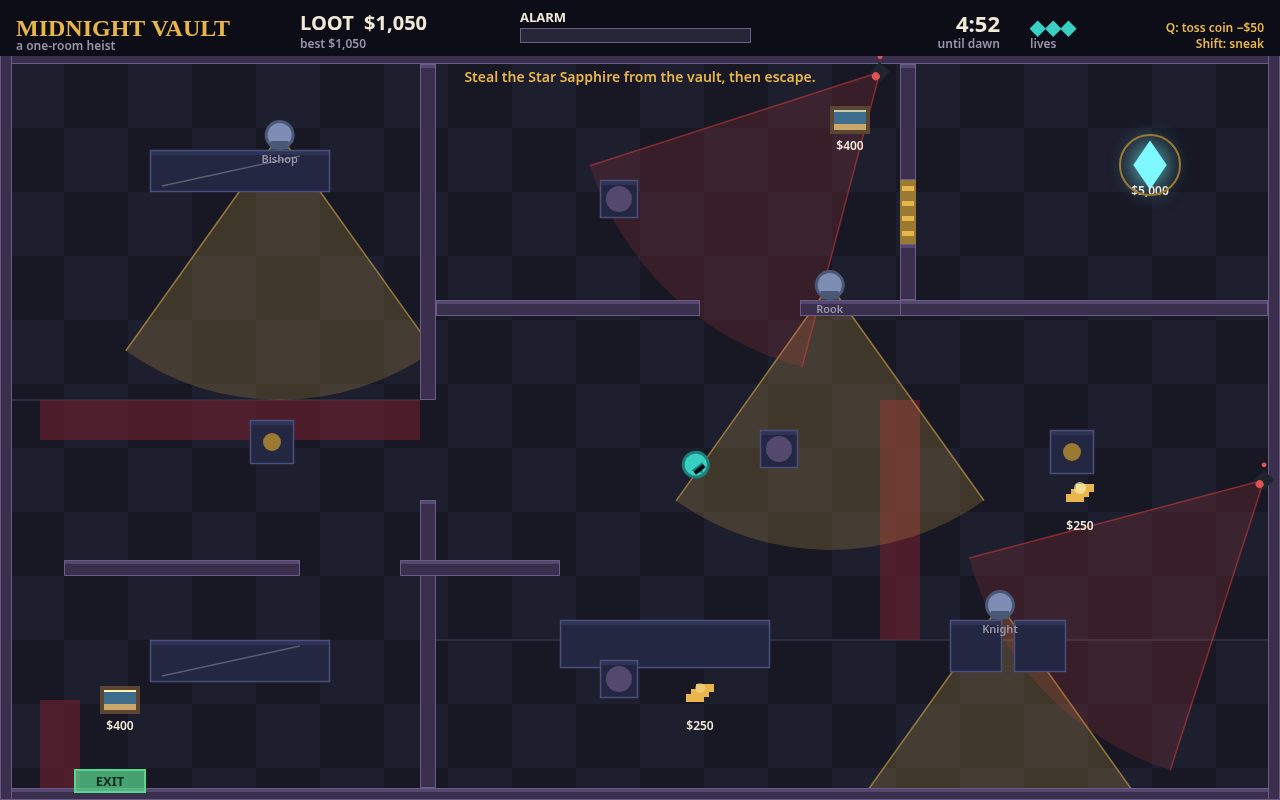 MIDNIGHT VAULT
a one-room heist
LOOT $1,050
best $1,050
ALARM
4:52
until dawn
lives
Q: toss coin −$50
Shift: sneak
Steal the Star Sapphire from the vault, then escape.
$400
Bishop
$5,000
Rook
$250
Knight
$400
$250
EXIT